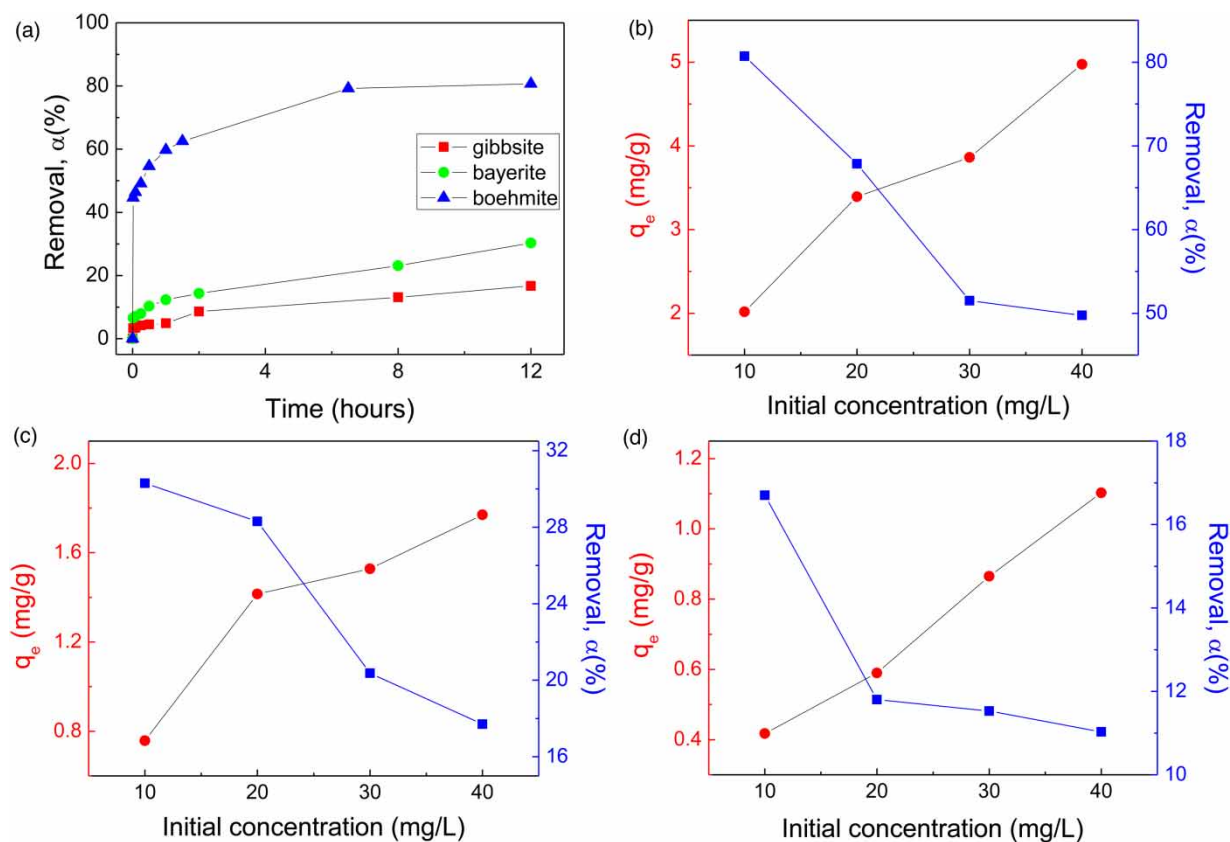 (a)
100
80
60
40
20
0
Removal, α(%)
gibbsite
bayerite
boehmite
0 4 8 12
Time (hours)
(b)
5
4
3
2
qe (mg/g)
80
70
60
50
Removal, α(%)
10 20 30 40
Initial concentration (mg/L)
(c)
2.0
1.6
1.2
0.8
qe (mg/g)
32
28
24
20
16
Removal, α(%)
10 20 30 40
Initial concentration (mg/L)
(d)
1.2
1.0
0.8
0.6
0.4
qe (mg/g)
18
16
14
12
10
Removal, α(%)
10 20 30 40
Initial concentration (mg/L)